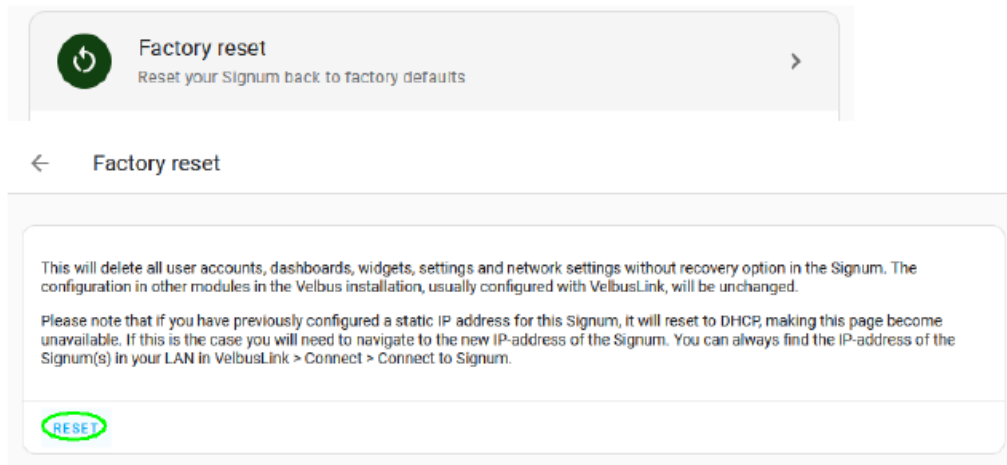 Factory reset
Reset your Signum back to factory defaults
Factory reset
This will delete all user accounts, dashboards, widgets, settings and network settings without recovery option in the Signum. The
configuration in other modules in the Velbus installation, usually configured with VelbusLink, will be unchanged.
Please note that if you have previously configured a static IP address for this Signum, it will reset to DHCP, making this page become
unavailable. If this is the case you will need to navigate to the new IP-address of the Signum. You can always find the IP-address of the
Signum(s) in your LAN in VelbusLink > Connect > Connect to Signum.
RESET